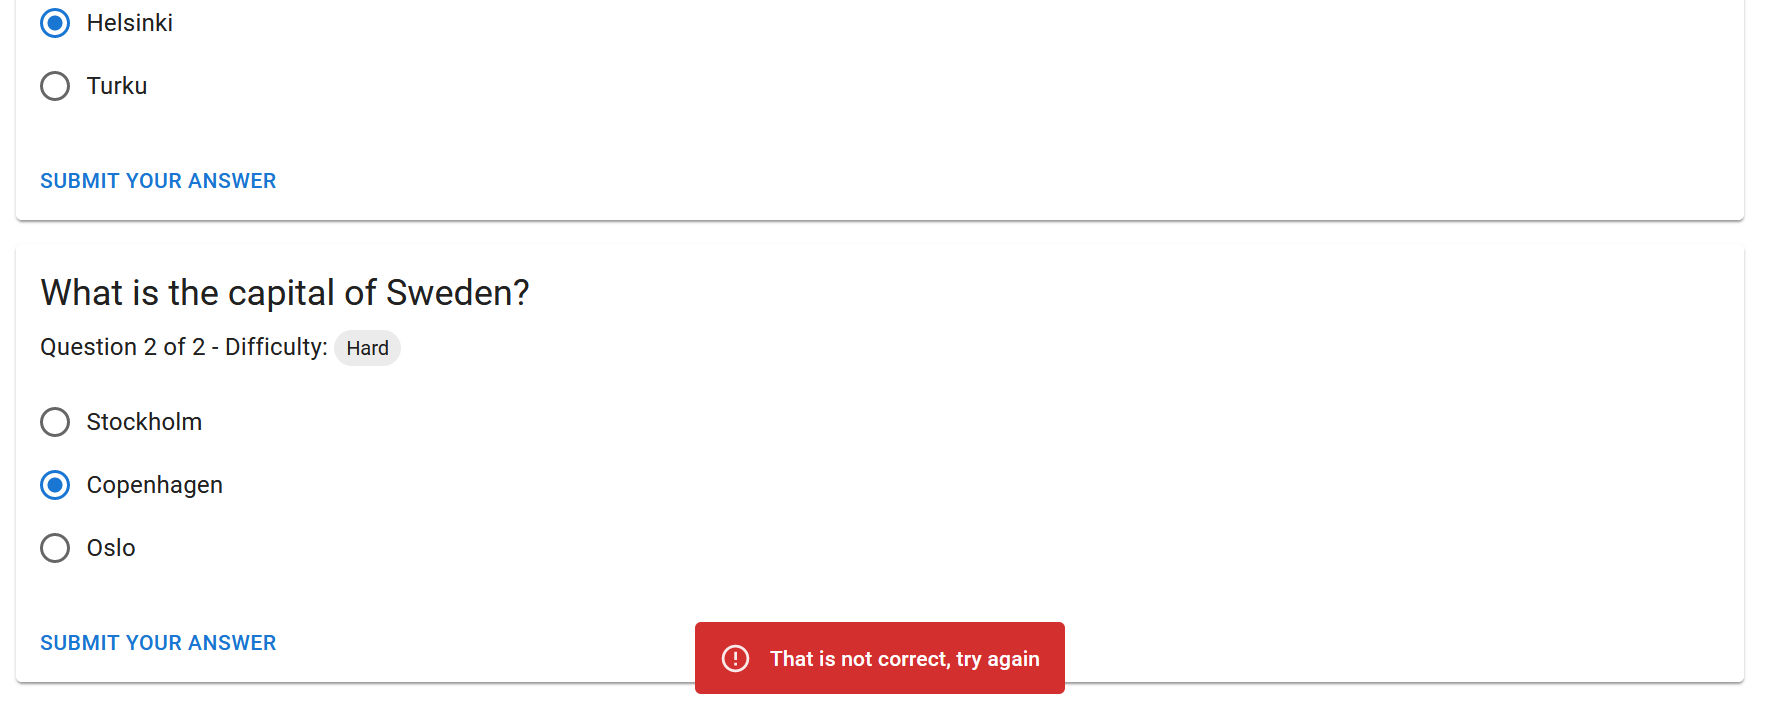 Helsinki
Turku
SUBMIT YOUR ANSWER
What is the capital of Sweden?
Question 2 of 2 - Difficulty: Hard
Stockholm
Copenhagen
Oslo
SUBMIT YOUR ANSWER
That is not correct, try again